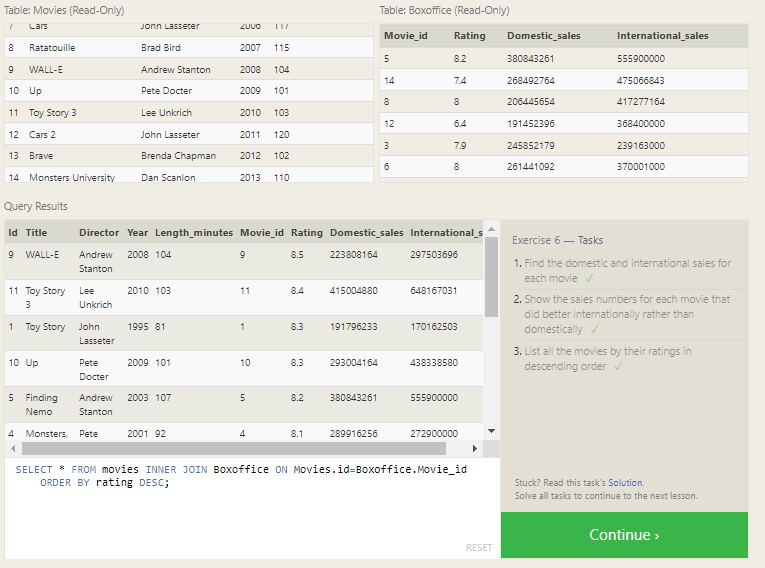 Table: Movies (Read-Only)
7 Cars John Lasseter 2006 117
8 Ratatouille Brad Bird 2007 115
9 WALL-E Andrew Stanton 2008 104
10 Up Pete Docter 2009 101
11 Toy Story 3 Lee Unkrich 2010 103
12 Cars 2 John Lasseter 2011 120
13 Brave Brenda Chapman 2012 102
14 Monsters University Dan Scanlon 2013 110
Table: Boxoffice (Read-Only)
Movie_id Rating Domestic_sales International_sales
5 8.2 380843261 555900000
14 7.4 268492764 475066843
8 8 206445654 417277164
12 6.4 191452396 368400000
3 7.9 245852179 239163000
6 8 261441092 370001000
Query Results
Id Title Director Year Length_minutes Movie_id Rating Domestic_sales International_s
9 WALL-E Andrew 2008 104 9 8.5 223808164 297503696
Stanton
11 Toy Story Lee 2010 103 11 8.4 415004880 648167031
3 Unkrich
1 Toy Story John 1995 81 1 8.3 191796233 170162503
Lasseter
10 Up Pete 2009 101 10 8.3 293004164 438338580
Docter
5 Finding Andrew 2003 107 5 8.2 380843261 555900000
Nemo Stanton
4 Monsters, Pete 2001 92 4 8.1 289916256 272900000
SELECT * FROM movies INNER JOIN Boxoffice ON Movies.id=Boxoffice.Movie_id
ORDER BY rating DESC;
RESET
Exercise 6 — Tasks
1. Find the domestic and international sales for
each movie ✓
2. Show the sales numbers for each movie that
did better internationally rather than
domestically ✓
3. List all the movies by their ratings in
descending order ✓
Stuck? Read this task's Solution.
Solve all tasks to continue to the next lesson.
Continue ›